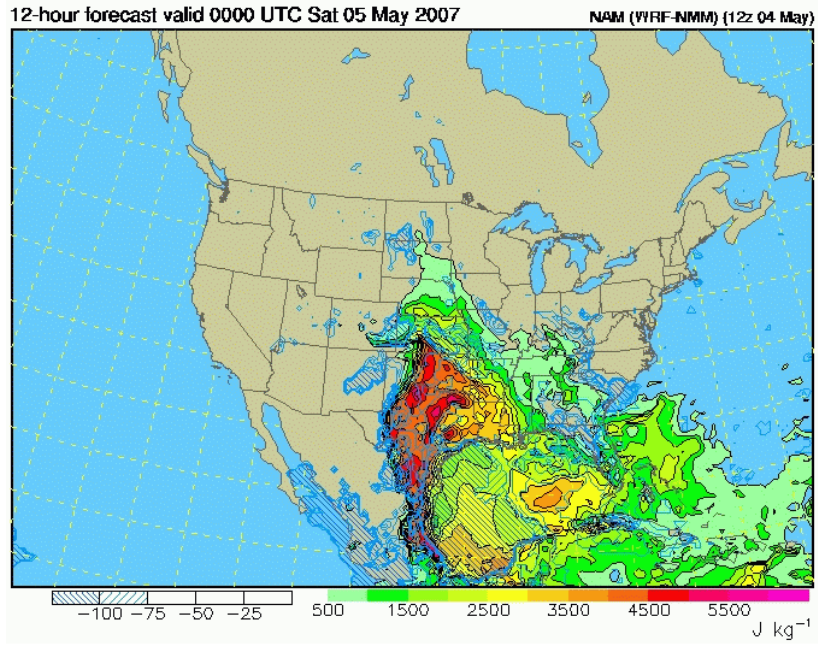 12-hour forecast valid 0000 UTC Sat 05 May 2007
NAM (WRF-NMM) (12z 04 May)
−100 −75 −50 −25
500 1500 2500 3500 4500 5500
J kg⁻¹